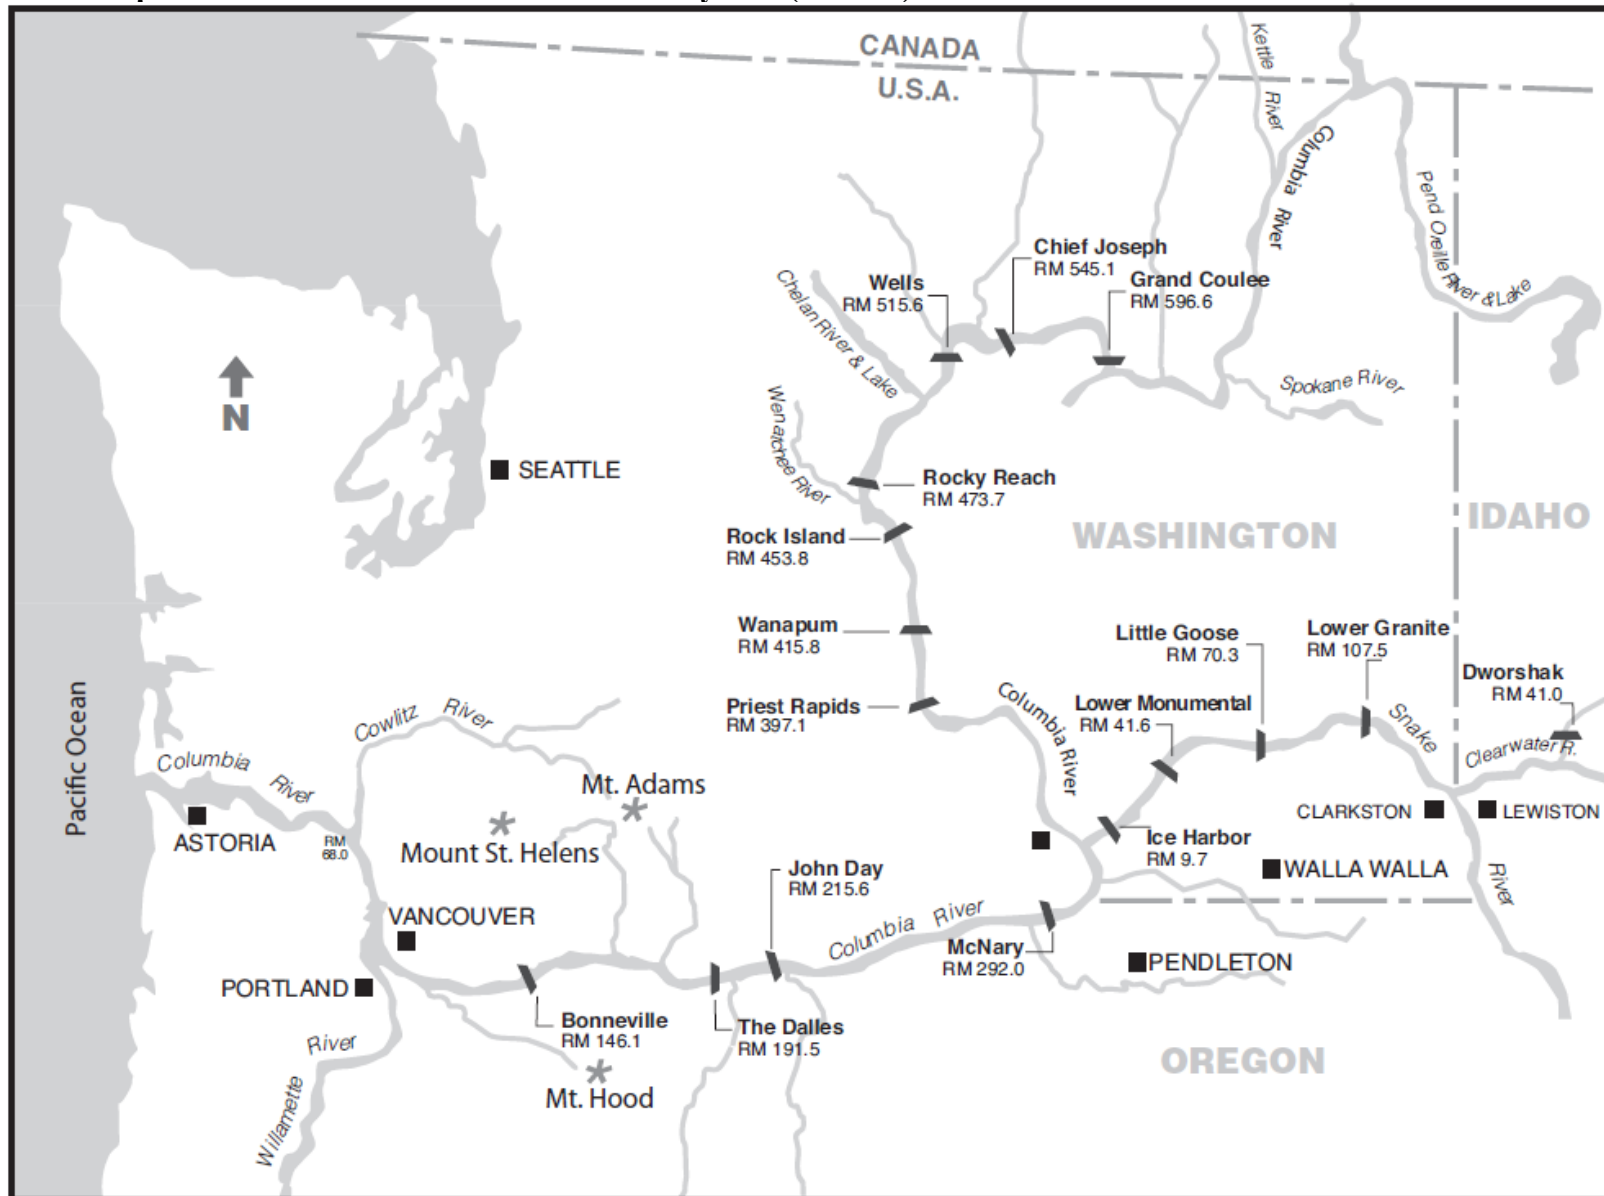 CANADA
U.S.A.
Kettle
River
Columbia
River
Pend Oreille River & Lake
Chief Joseph
RM 545.1
Grand Coulee
RM 596.6
Wells
RM 515.6
Chelan River & Lake
Spokane River
Wenatchee River
N
SEATTLE
Rocky Reach
RM 473.7
Rock Island
RM 453.8
WASHINGTON
IDAHO
Wanapum
RM 415.8
Little Goose
RM 70.3
Lower Granite
RM 107.5
Dworshak
RM 41.0
Priest Rapids
RM 397.1
Columbia River
Lower Monumental
RM 41.6
Snake
Clearwater R.
Pacific Ocean
Cowlitz
River
Columbia
River
Mt. Adams
ASTORIA
RM
68.0
Mount St. Helens
CLARKSTON
LEWISTON
Ice Harbor
RM 9.7
John Day
RM 215.6
WALLA WALLA
River
VANCOUVER
Columbia
River
McNary
RM 292.0
PENDLETON
PORTLAND
Bonneville
RM 146.1
The Dalles
RM 191.5
River
Willamette
Mt. Hood
OREGON